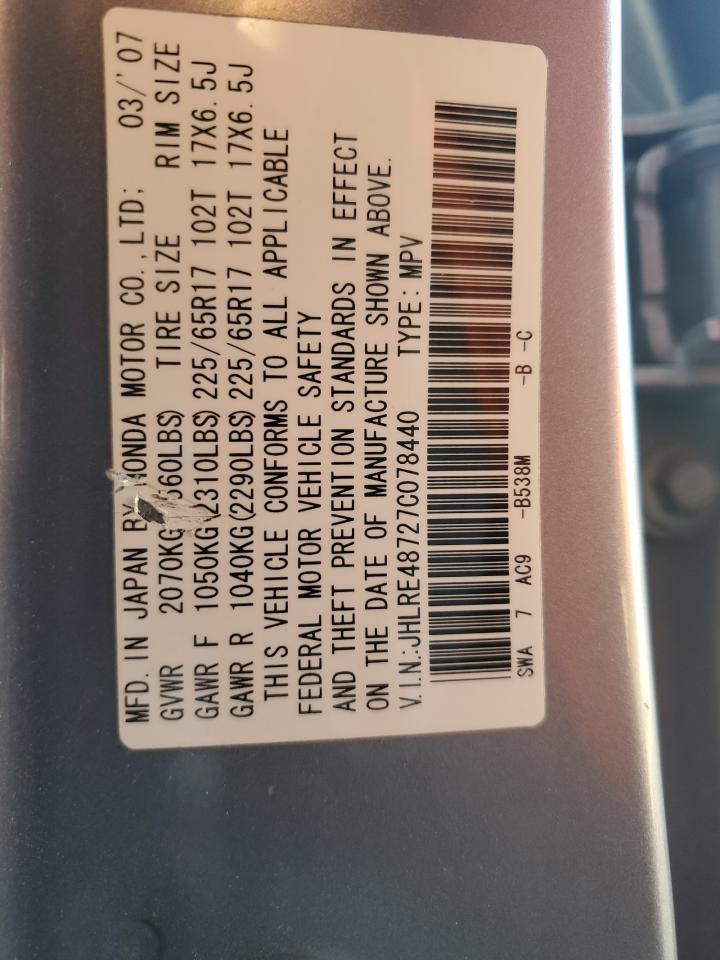 MFD. IN JAPAN BY HONDA MOTOR CO.,LTD; 03/'07
GVWR 2070KG 560LBS) TIRE SIZE RIM SIZE
GAWR F 1050KG(2310LBS) 225/65R17 102T 17X6.5J
GAWR R 1040KG(2290LBS) 225/65R17 102T 17X6.5J
THIS VEHICLE CONFORMS TO ALL APPLICABLE
FEDERAL MOTOR VEHICLE SAFETY
AND THEFT PREVENTION STANDARDS IN EFFECT
ON THE DATE OF MANUFACTURE SHOWN ABOVE.
V.I.N.:JHLRE48727C078440 TYPE:MPV
SWA 7 AC9 -B538M -B -C